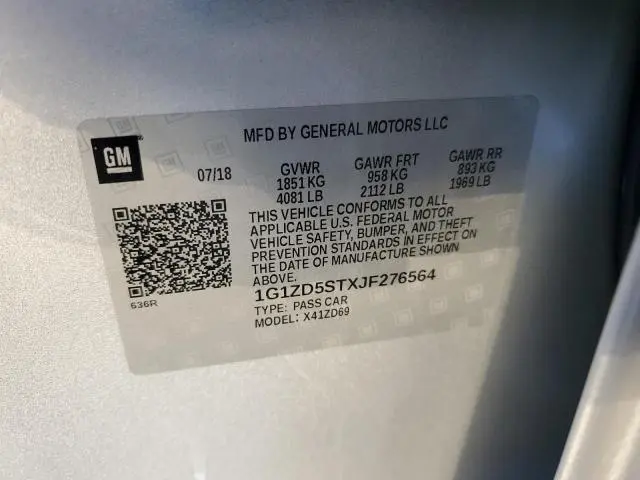 MFD BY GENERAL MOTORS LLC
GM
07/18 GVWR GAWR FRT GAWR RR
1851 KG 958 KG 893 KG
4081 LB 2112 LB 1969 LB
THIS VEHICLE CONFORMS TO ALL
APPLICABLE U.S. FEDERAL MOTOR
VEHICLE SAFETY, BUMPER, AND THEFT
PREVENTION STANDARDS IN EFFECT ON
THE DATE OF MANUFACTURE SHOWN
ABOVE.
636R
1G1ZD5STXJF276564
TYPE: PASS CAR
MODEL: X41ZD69